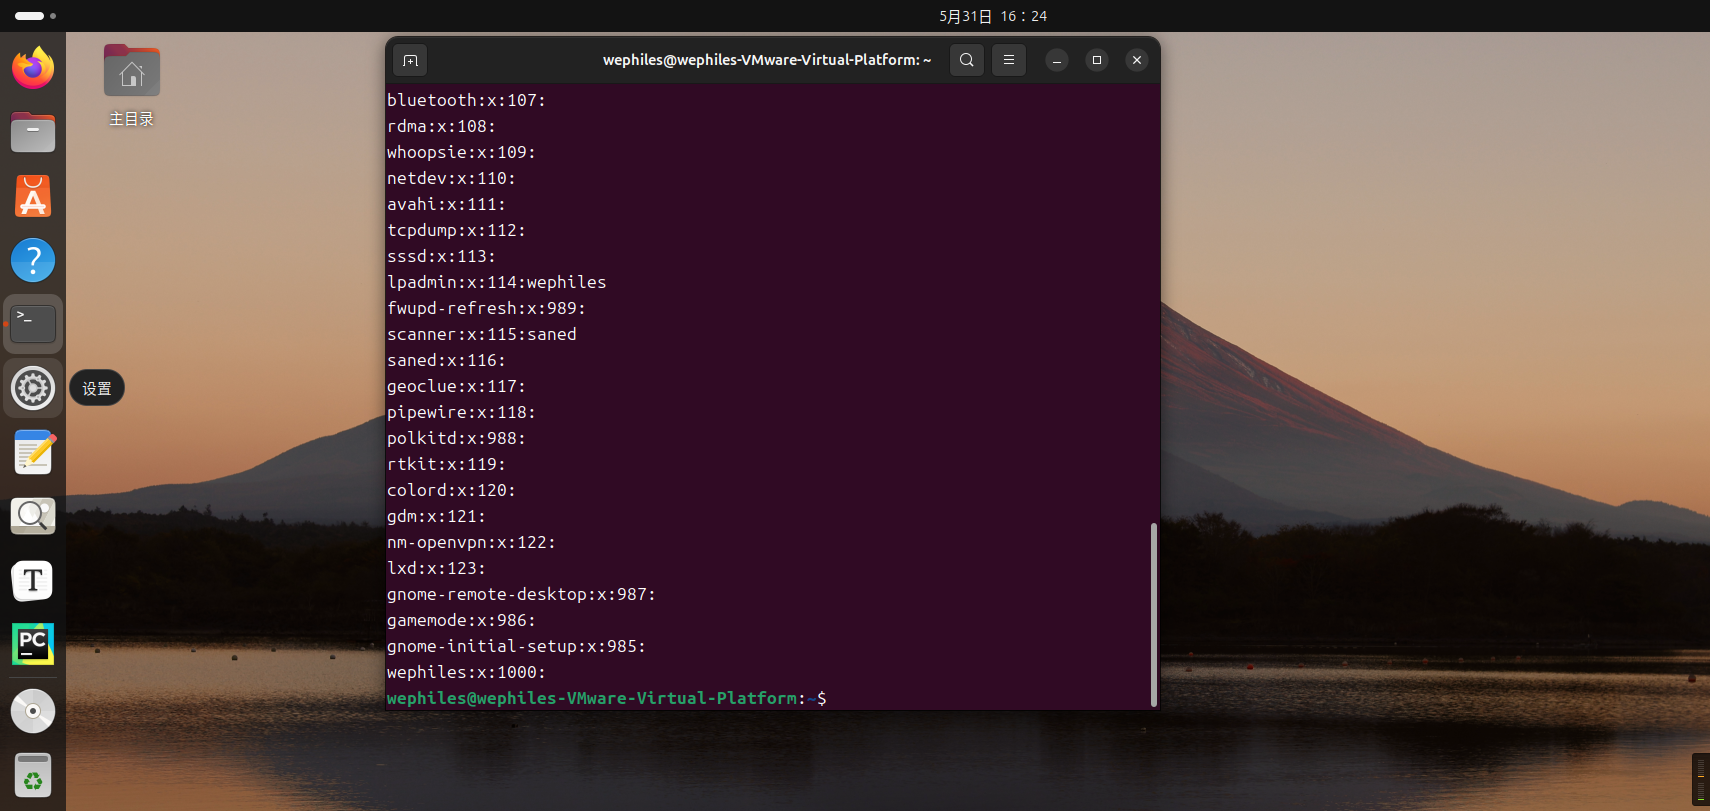 5月31日 16：24
主目录
wephiles@wephiles-VMware-Virtual-Platform: ~
bluetooth:x:107:
rdma:x:108:
whoopsie:x:109:
netdev:x:110:
avahi:x:111:
tcpdump:x:112:
sssd:x:113:
lpadmin:x:114:wephiles
fwupd-refresh:x:989:
scanner:x:115:saned
saned:x:116:
geoclue:x:117:
pipewire:x:118:
polkitd:x:988:
rtkit:x:119:
colord:x:120:
gdm:x:121:
nm-openvpn:x:122:
lxd:x:123:
gnome-remote-desktop:x:987:
gamemode:x:986:
gnome-initial-setup:x:985:
wephiles:x:1000:
wephiles@wephiles-VMware-Virtual-Platform:~$
设置
A
?
>_
T
PC